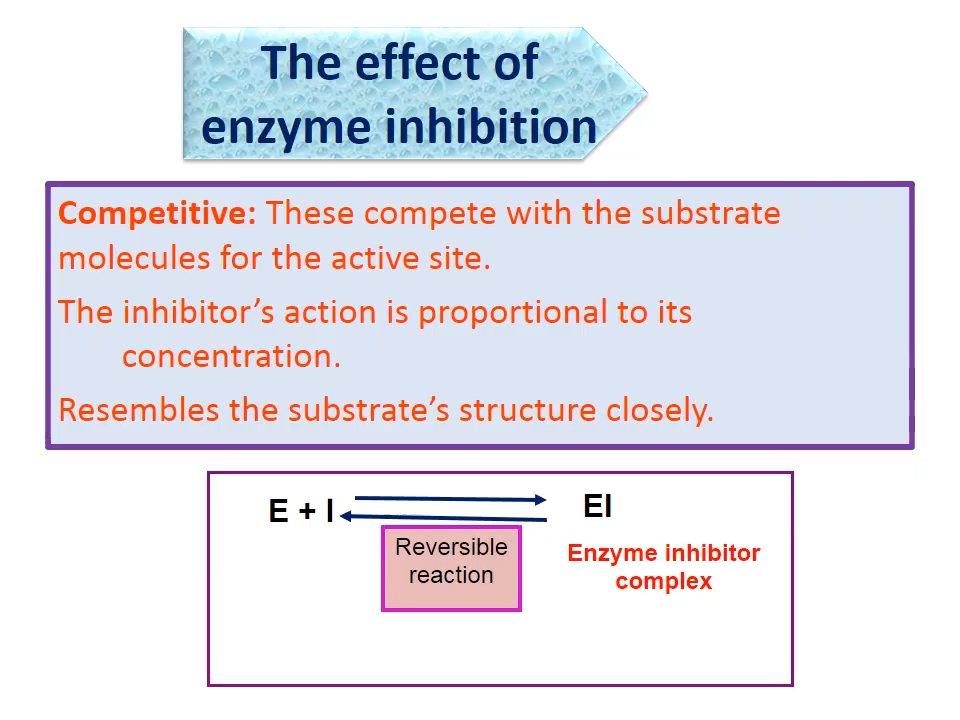 The effect of
enzyme inhibition
Competitive: These compete with the substrate
molecules for the active site.
The inhibitor’s action is proportional to its
concentration.
Resembles the substrate’s structure closely.
E + I
EI
Reversible
reaction
Enzyme inhibitor
complex